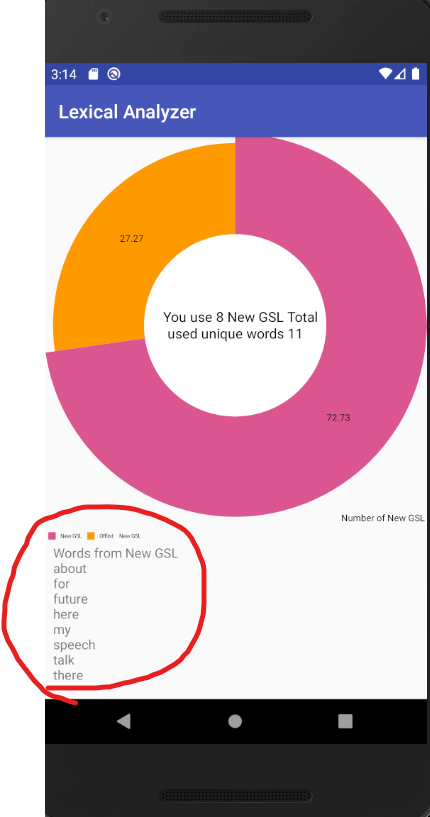 3:14
Lexical Analyzer
27.27
You use 8 New GSL Total
used unique words 11
72.73
Number of New GSL
New GSL Offlist New GSL
Words from New GSL
about
for
future
here
my
speech
talk
there